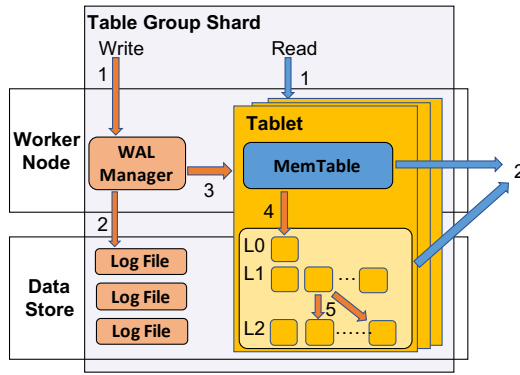 Table Group Shard
Write
Read
1
1
Worker
Node
Tablet
WAL
Manager
MemTable
3
2
2
4
Data
Store
Log File
Log File
Log File
L0
L1
...
5
L2
......